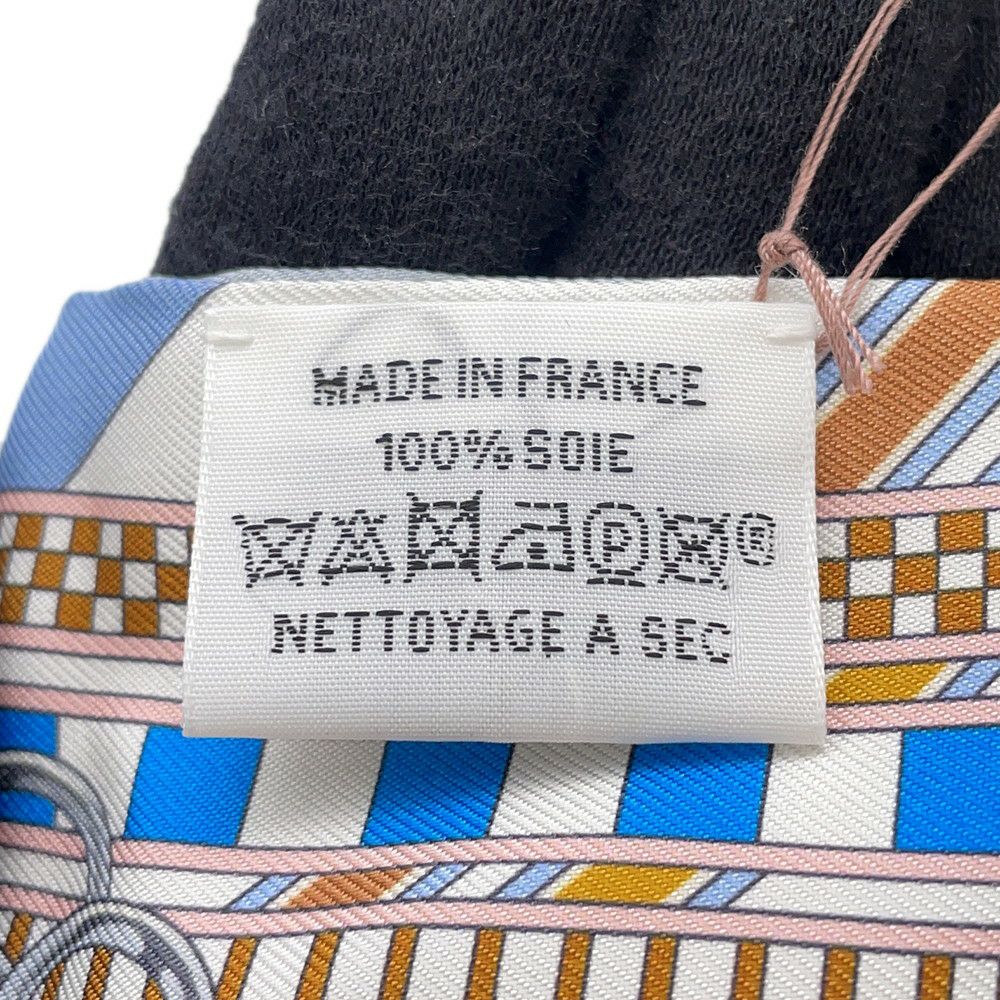 MADE IN FRANCE
100% SOIE
P ®
NETTOYAGE A SEC